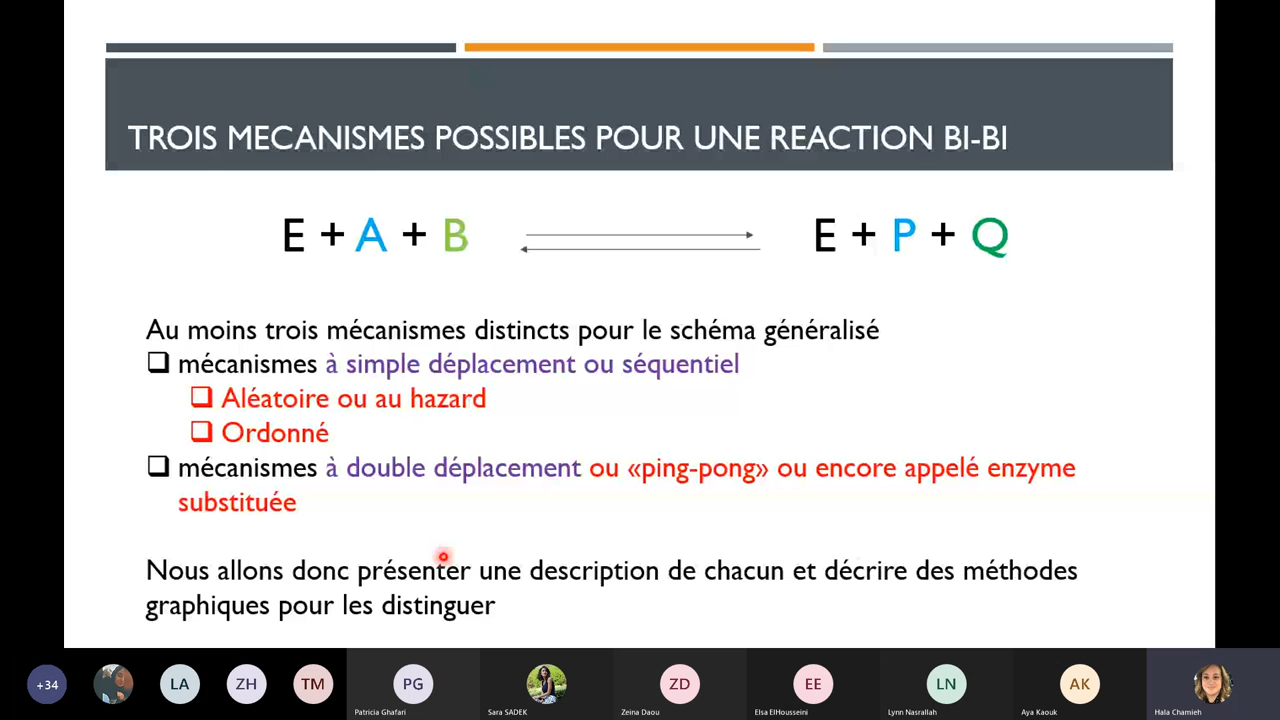 TROIS MECANISMES POSSIBLES POUR UNE REACTION BI-BI
E + A + B E + P + Q
Au moins trois mécanismes distincts pour le schéma généralisé
mécanismes à simple déplacement ou séquentiel
Aléatoire ou au hazard
Ordonné
mécanismes à double déplacement ou «ping-pong» ou encore appelé enzyme
substituée
Nous allons donc présenter une description de chacun et décrire des méthodes
graphiques pour les distinguer
+34 LA ZH TM PG ZD EE LN AK
Patricia Ghafari Sara SADEK Zeina Daou Elsa ElHousseini Lynn Nasrallah Aya Kaouk Hala Chamieh